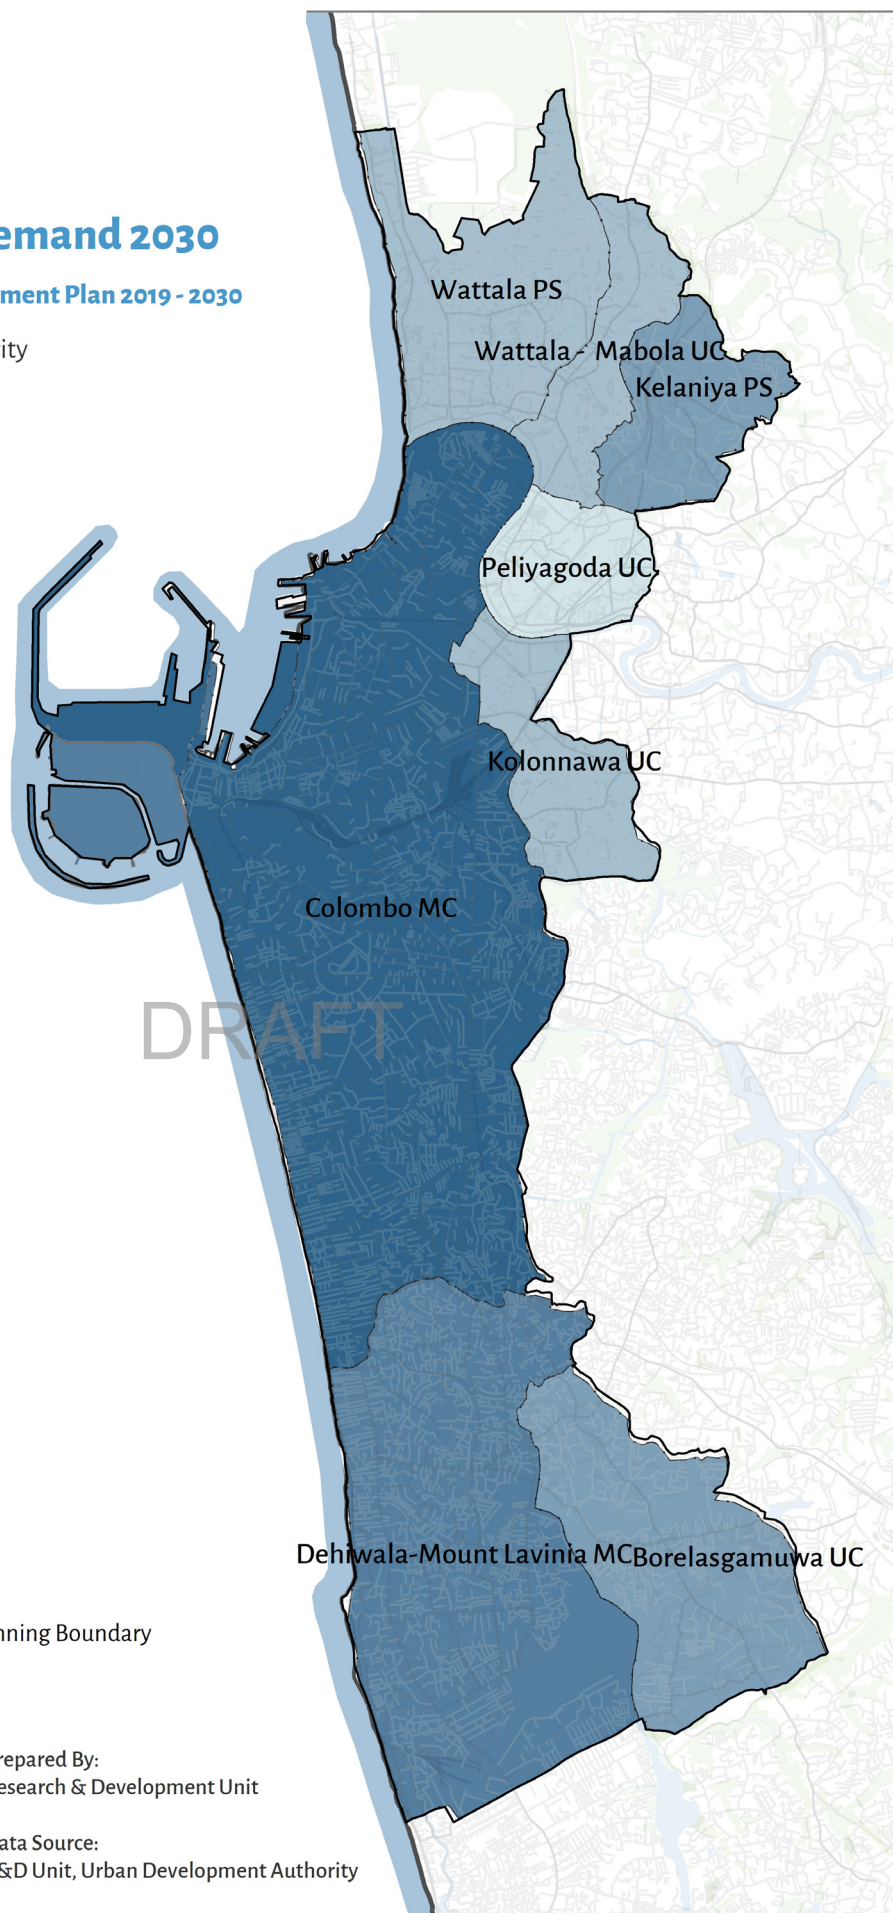 emand 2030
ment Plan 2019 - 2030
ity
Wattala PS
Wattala - Mabola UC
Kelaniya PS
Peliyagoda UC
Kolonnawa UC
Colombo MC
DRAFT
Dehiwala-Mount Lavinia MC
Borelasgamuwa UC
nning Boundary
repared By:
esearch & Development Unit
ata Source:
&D Unit, Urban Development Authority